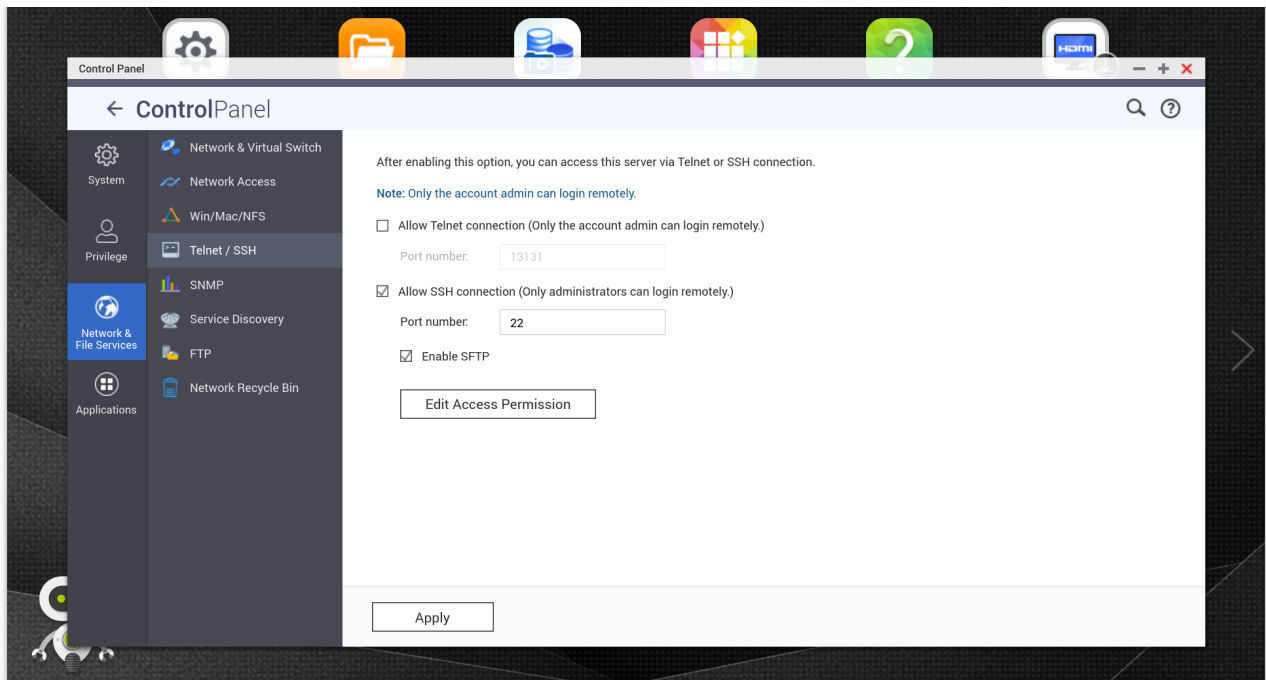 HDMI
Control Panel
ControlPanel
System
Privilege
Network &
File Services
Applications
Network & Virtual Switch
Network Access
Win/Mac/NFS
Telnet / SSH
SNMP
Service Discovery
FTP
Network Recycle Bin
After enabling this option, you can access this server via Telnet or SSH connection.
Note: Only the account admin can login remotely.
Allow Telnet connection (Only the account admin can login remotely.)
Port number: 13131
Allow SSH connection (Only administrators can login remotely.)
Port number: 22
Enable SFTP
Edit Access Permission
Apply